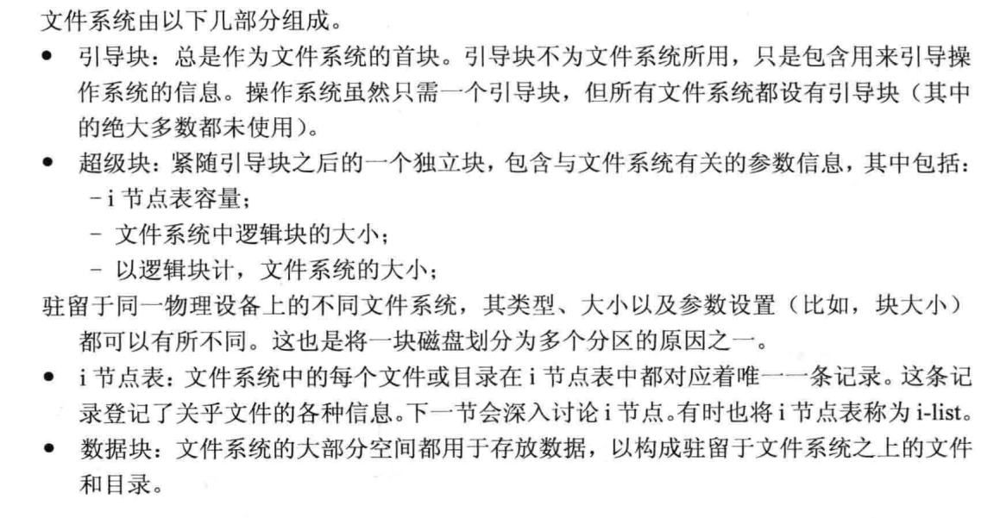 文件系统由以下几部分组成。
● 引导块：总是作为文件系统的首块。引导块不为文件系统所用，只是包含用来引导操
作系统的信息。操作系统虽然只需一个引导块，但所有文件系统都设有引导块（其中
的绝大多数都未使用）。
● 超级块：紧随引导块之后的一个独立块，包含与文件系统有关的参数信息，其中包括：
－i 节点表容量；
－ 文件系统中逻辑块的大小；
－ 以逻辑块计，文件系统的大小；
驻留于同一物理设备上的不同文件系统，其类型、大小以及参数设置（比如，块大小）
都可以有所不同。这也是将一块磁盘划分为多个分区的原因之一。
● i 节点表：文件系统中的每个文件或目录在 i 节点表中都对应着唯一一条记录。这条记
录登记了关乎文件的各种信息。下一节会深入讨论 i 节点。有时也将 i 节点表称为 i-list。
● 数据块：文件系统的大部分空间都用于存放数据，以构成驻留于文件系统之上的文件
和目录。